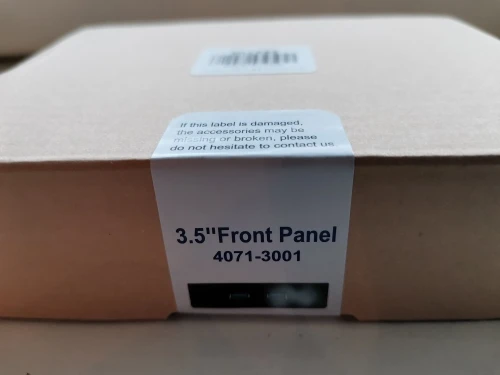 If this label is damaged,
the accessories may be
missing or broken, please
do not hesitate to contact us
3.5"Front Panel
4071-3001